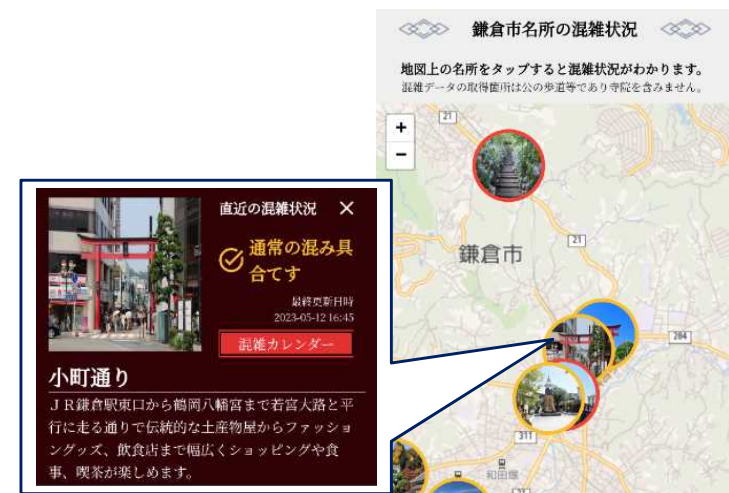 鎌倉市名所の混雑状況
地図上の名所をタップすると混雑状況がわかります。
混雑データの取得箇所は公の歩道等であり寺院を含みません。
+
−
21
鎌倉市
21
204
311
和田塚
21
直近の混雑状況 ×
通常の混み具
合てす
最終更新日時
2023-05-12 16:45
混雑カレンダー
小町通り
ＪＲ鎌倉駅東口から鶴岡八幡宮まで若宮大路と平
行に走る通りで伝統的な土産物屋からファッショ
ングッズ、飲食店まで幅広くショッピングや食
事、喫茶が楽しめます。